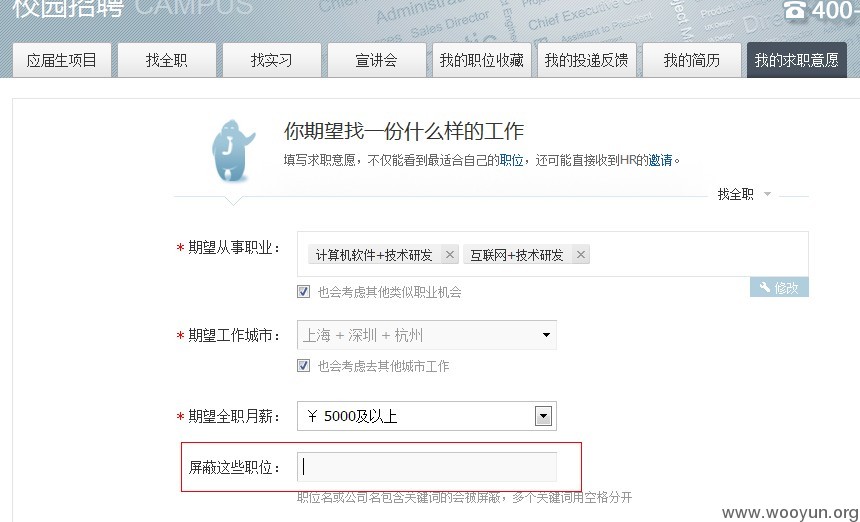 校园招聘 CAMPUS
Chief Executive
Administra
Sales Director
Assistant to President
Direc
☎ 400-
应届生项目 找全职 找实习 宣讲会 我的职位收藏 我的投递反馈 我的简历 我的求职意愿
你期望找一份什么样的工作
填写求职意愿，不仅能看到最适合自己的职位，还可能直接收到HR的邀请。
找全职
* 期望从事职业： 计算机软件+技术研发 × 互联网+技术研发 ×
也会考虑其他类似职业机会 修改
* 期望工作城市： 上海 + 深圳 + 杭州
也会考虑去其他城市工作
* 期望全职月薪： ￥ 5000及以上
屏蔽这些职位：
职位名或公司名包含关键词的会被屏蔽，多个关键词用空格分开
www.wooyun.org